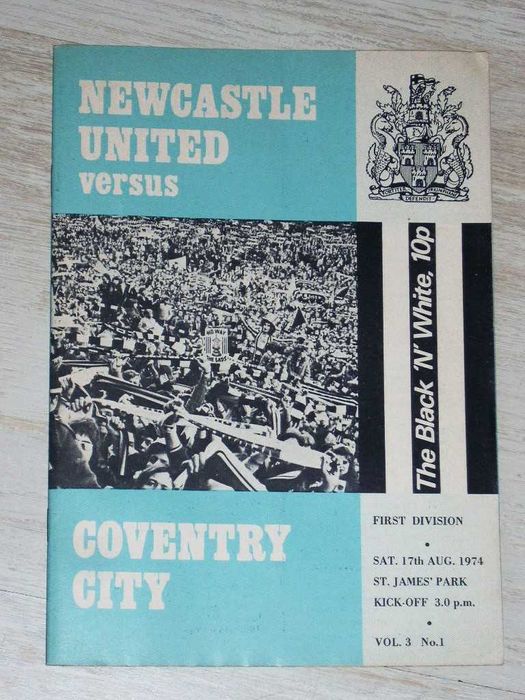 NEWCASTLE
UNITED
versus
The Black 'N' White, 10p
COVENTRY
CITY
FIRST DIVISION
•
SAT. 17th AUG. 1974
ST. JAMES' PARK
KICK-OFF 3.0 p.m.
•
VOL. 3 No.1
DEFENDIT